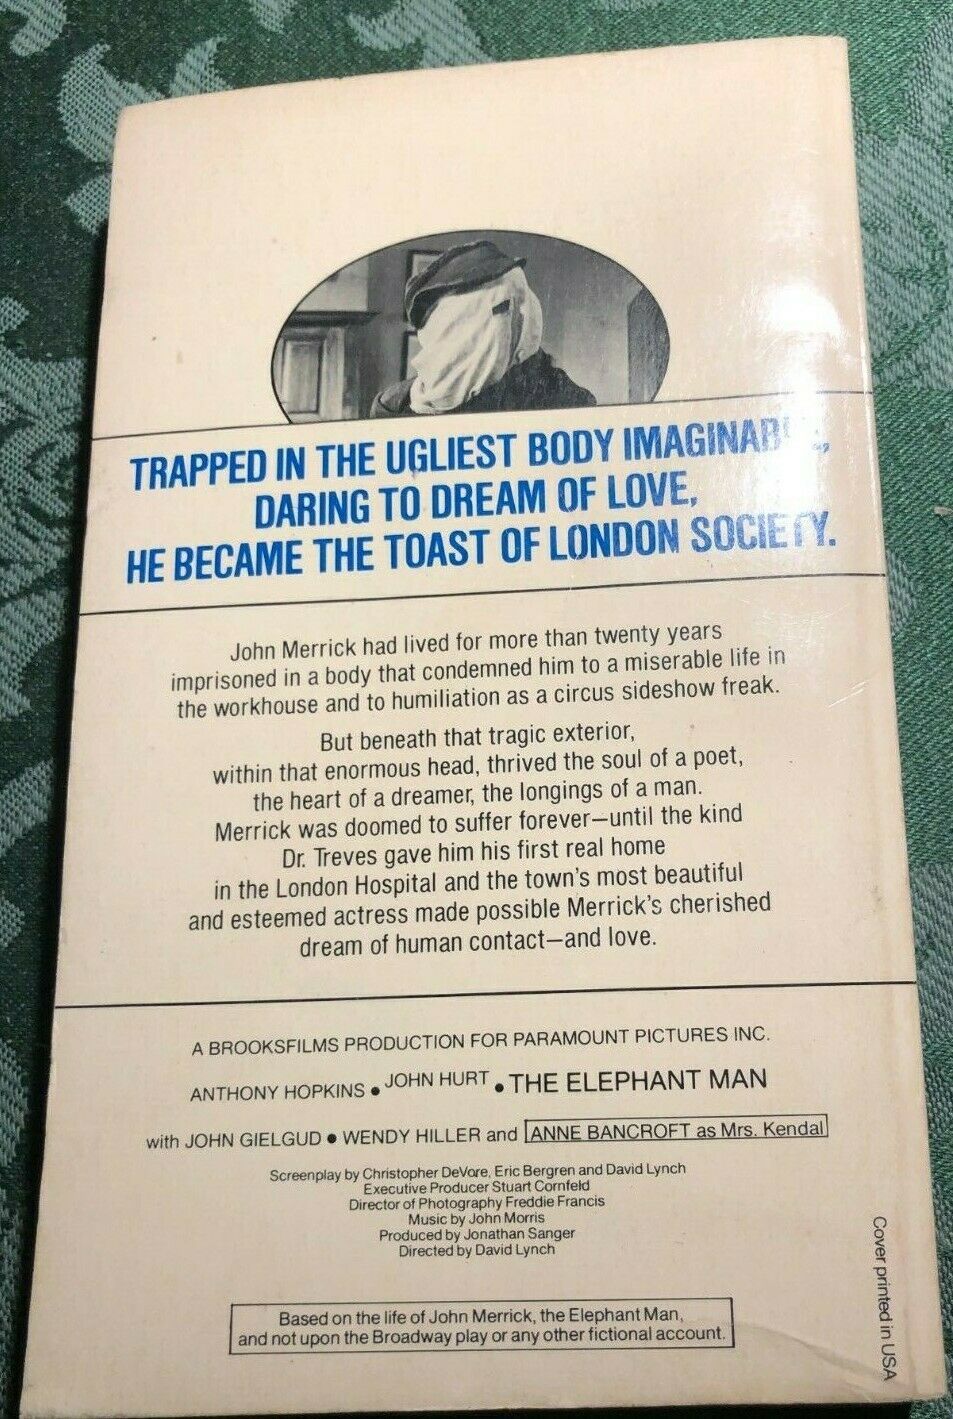 TRAPPED IN THE UGLIEST BODY IMAGINABLE,
DARING TO DREAM OF LOVE,
HE BECAME THE TOAST OF LONDON SOCIETY.
John Merrick had lived for more than twenty years
imprisoned in a body that condemned him to a miserable life in
the workhouse and to humiliation as a circus sideshow freak.
But beneath that tragic exterior,
within that enormous head, thrived the soul of a poet,
the heart of a dreamer, the longings of a man.
Merrick was doomed to suffer forever—until the kind
Dr. Treves gave him his first real home
in the London Hospital and the town's most beautiful
and esteemed actress made possible Merrick's cherished
dream of human contact—and love.
A BROOKSFILMS PRODUCTION FOR PARAMOUNT PICTURES INC.
ANTHONY HOPKINS • JOHN HURT • THE ELEPHANT MAN
with JOHN GIELGUD • WENDY HILLER and ANNE BANCROFT as Mrs. Kendal
Screenplay by Christopher DeVore, Eric Bergren and David Lynch
Executive Producer Stuart Cornfeld
Director of Photography Freddie Francis
Music by John Morris
Produced by Jonathan Sanger
Directed by David Lynch
Based on the life of John Merrick, the Elephant Man,
and not upon the Broadway play or any other fictional account.
Cover printed in USA